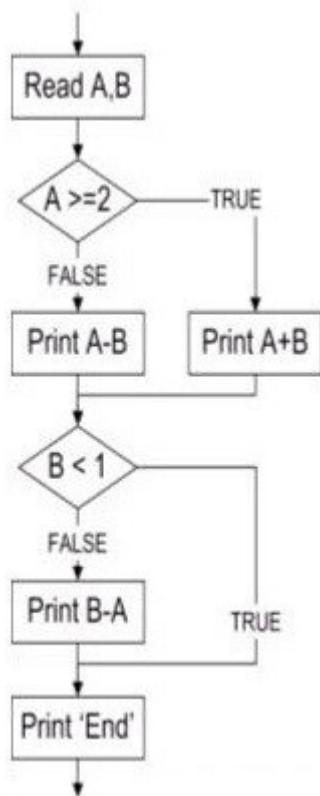 Read A,B
A >=2
TRUE
FALSE
Print A-B
Print A+B
B < 1
FALSE
Print B-A
TRUE
Print ‘End’